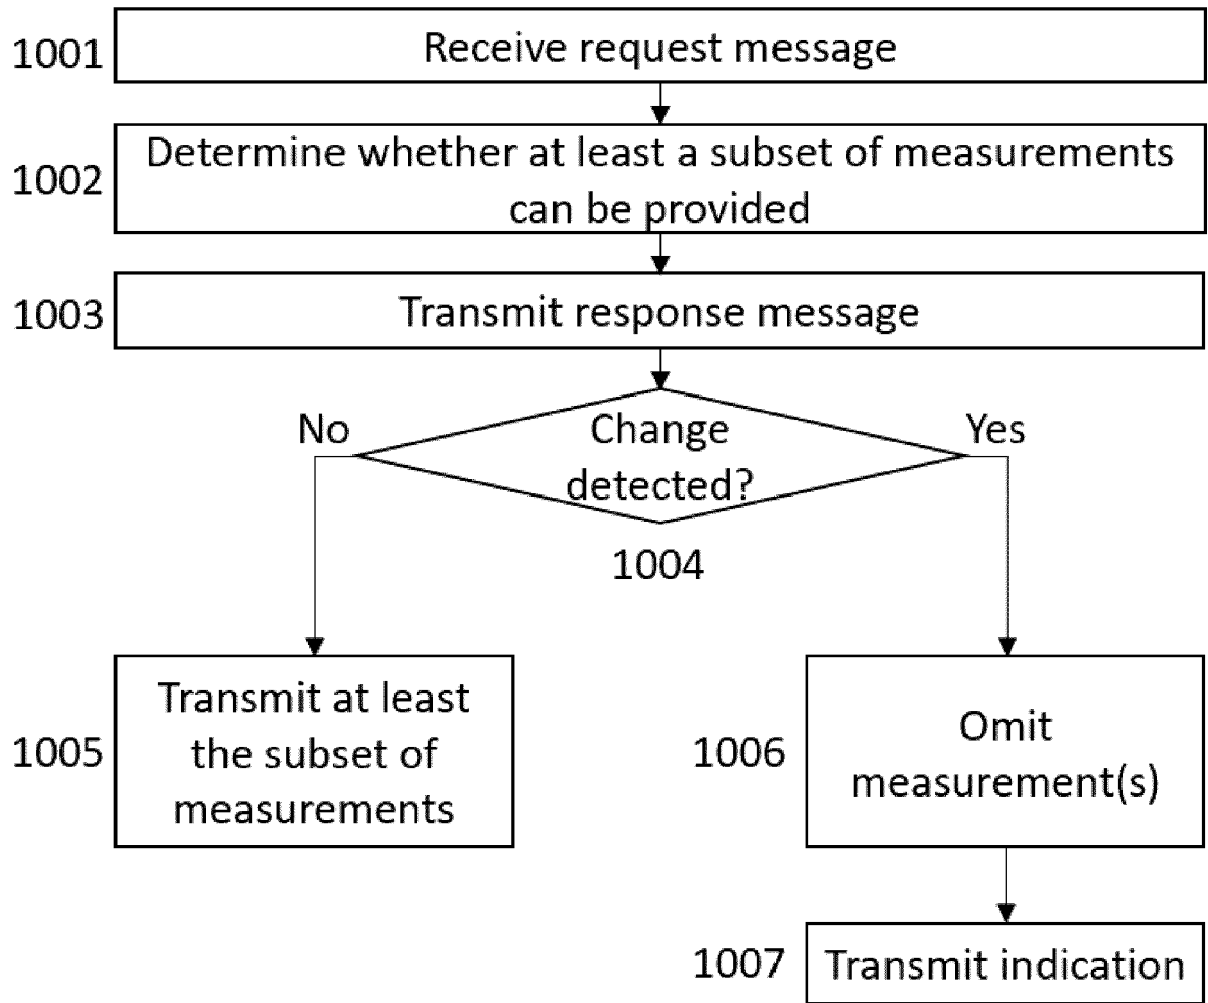 1001
Receive request message
1002
Determine whether at least a subset of measurements
can be provided
1003
Transmit response message
No
Change
detected?
Yes
1004
1005
Transmit at least
the subset of
measurements
1006
Omit
measurement(s)
1007
Transmit indication